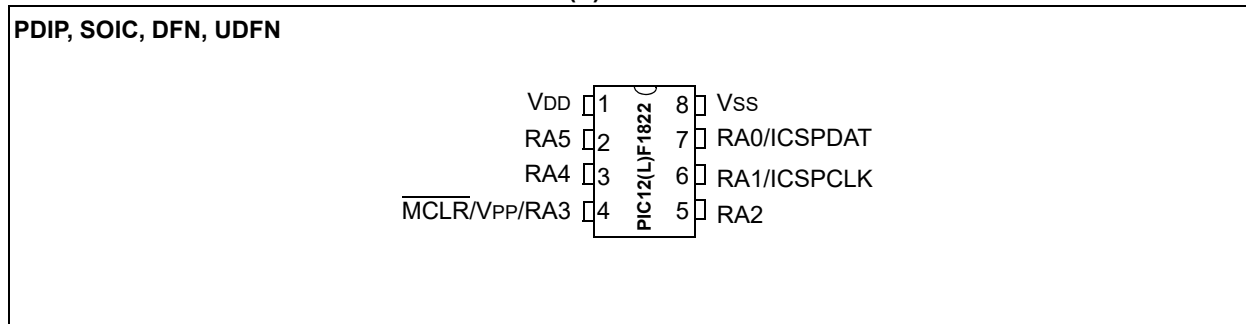 PDIP, SOIC, DFN, UDFN
VDD 1 8 VSS
RA5 2 7 RA0/ICSPDAT
RA4 3 6 RA1/ICSPCLK
MCLR/VPP/RA3 4 5 RA2
PIC12(L)F1822